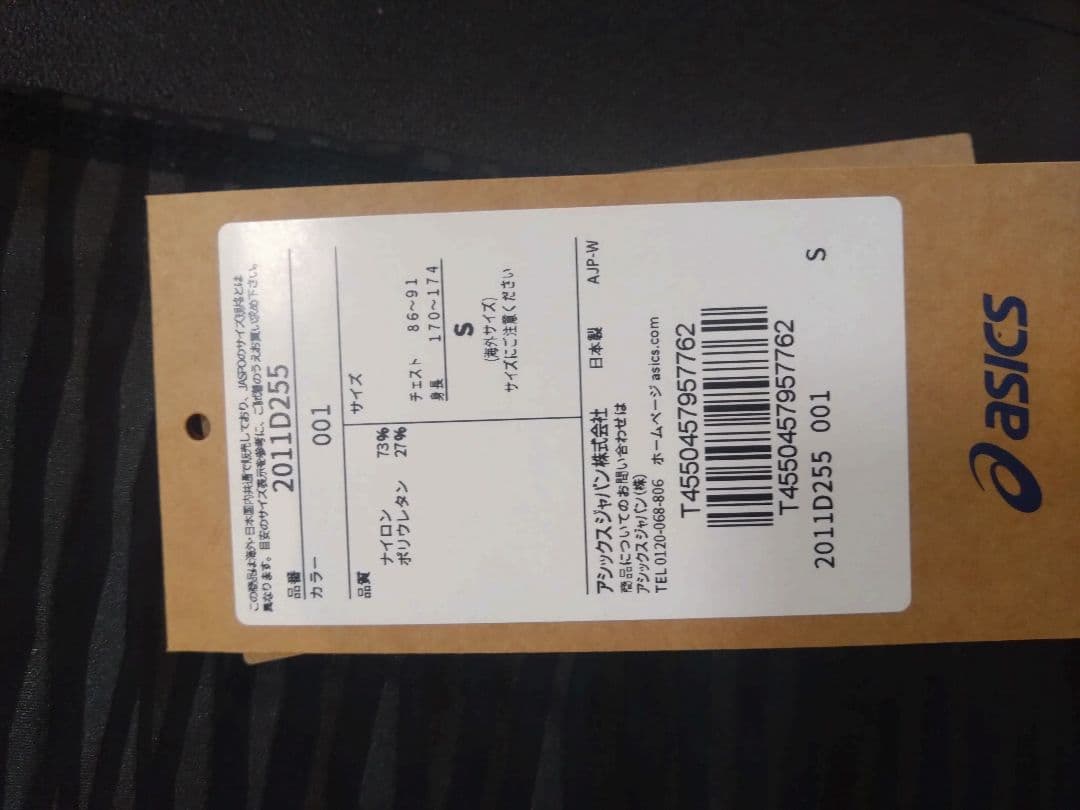 この商品は海外・日本国内共通で販売しており、JASPOのサイズ規格とは
異なります。目安のサイズ表示を参考に、ご試着のうえお買い求め下さい。
品番 2011D255
カラー 001
品質
ナイロン 73%
ポリウレタン 27%
サイズ
チェスト 86~91
身長 170~174
S
(海外サイズ)
サイズにご注意ください
アシックスジャパン株式会社 日本製 AJP-W
商品についてのお問い合わせは
アシックスジャパン(株)
TEL 0120-068-806 ホームページ asics.com
T4550457957762
T4550457957762
2011D255 001 S
asics